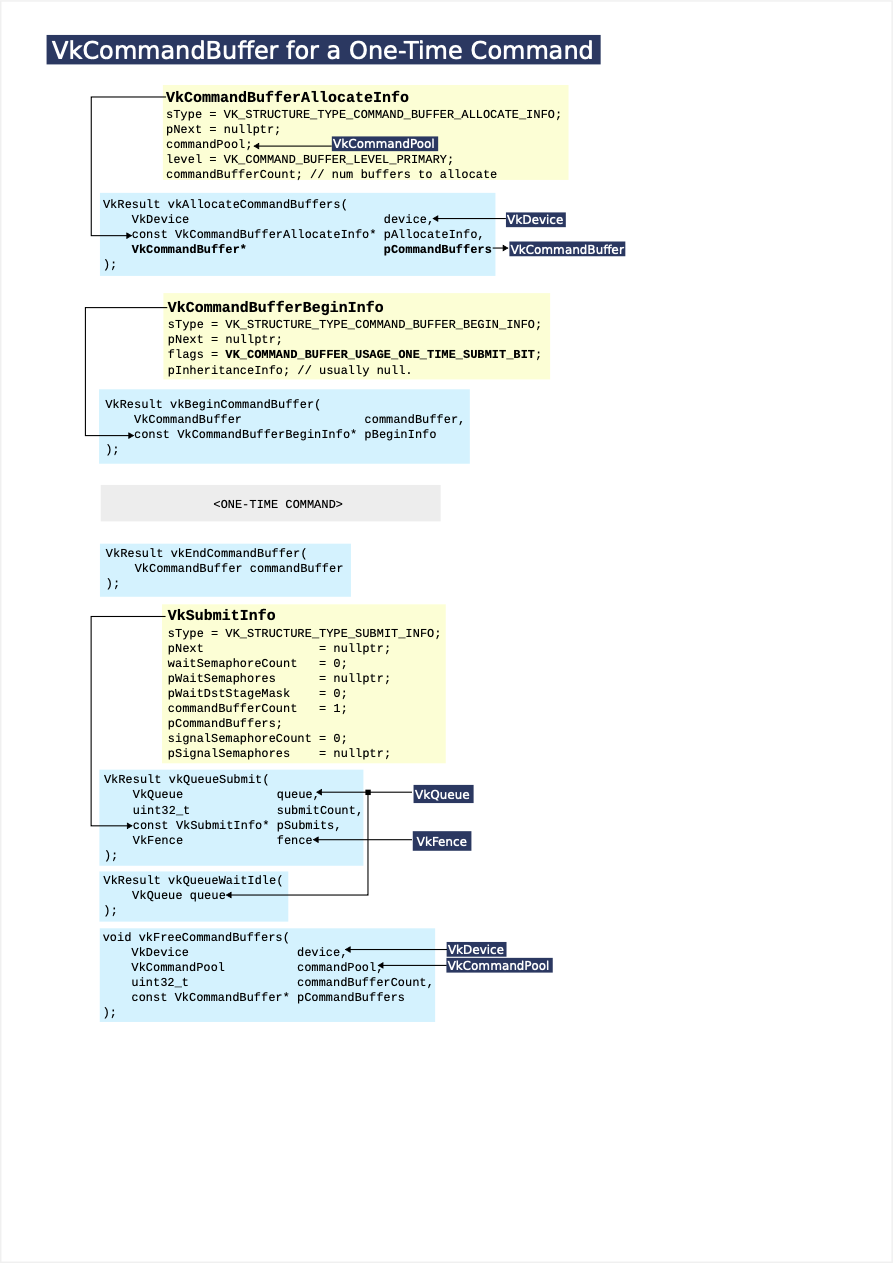 VkCommandBuffer for a One-Time Command
VkCommandBufferAllocateInfo
sType = VK_STRUCTURE_TYPE_COMMAND_BUFFER_ALLOCATE_INFO;
pNext = nullptr;
commandPool; VkCommandPool
level = VK_COMMAND_BUFFER_LEVEL_PRIMARY;
commandBufferCount; // num buffers to allocate
VkResult vkAllocateCommandBuffers(
VkDevice device, VkDevice
const VkCommandBufferAllocateInfo* pAllocateInfo,
VkCommandBuffer* pCommandBuffers VkCommandBuffer
);
VkCommandBufferBeginInfo
sType = VK_STRUCTURE_TYPE_COMMAND_BUFFER_BEGIN_INFO;
pNext = nullptr;
flags = VK_COMMAND_BUFFER_USAGE_ONE_TIME_SUBMIT_BIT;
pInheritanceInfo; // usually null.
VkResult vkBeginCommandBuffer(
VkCommandBuffer commandBuffer,
const VkCommandBufferBeginInfo* pBeginInfo
);
<ONE-TIME COMMAND>
VkResult vkEndCommandBuffer(
VkCommandBuffer commandBuffer
);
VkSubmitInfo
sType = VK_STRUCTURE_TYPE_SUBMIT_INFO;
pNext = nullptr;
waitSemaphoreCount = 0;
pWaitSemaphores = nullptr;
pWaitDstStageMask = 0;
commandBufferCount = 1;
pCommandBuffers;
signalSemaphoreCount = 0;
pSignalSemaphores = nullptr;
VkResult vkQueueSubmit(
VkQueue queue, VkQueue
uint32_t submitCount,
const VkSubmitInfo* pSubmits,
VkFence fence VkFence
);
VkResult vkQueueWaitIdle(
VkQueue queue
);
void vkFreeCommandBuffers(
VkDevice device, VkDevice
VkCommandPool commandPool, VkCommandPool
uint32_t commandBufferCount,
const VkCommandBuffer* pCommandBuffers
);